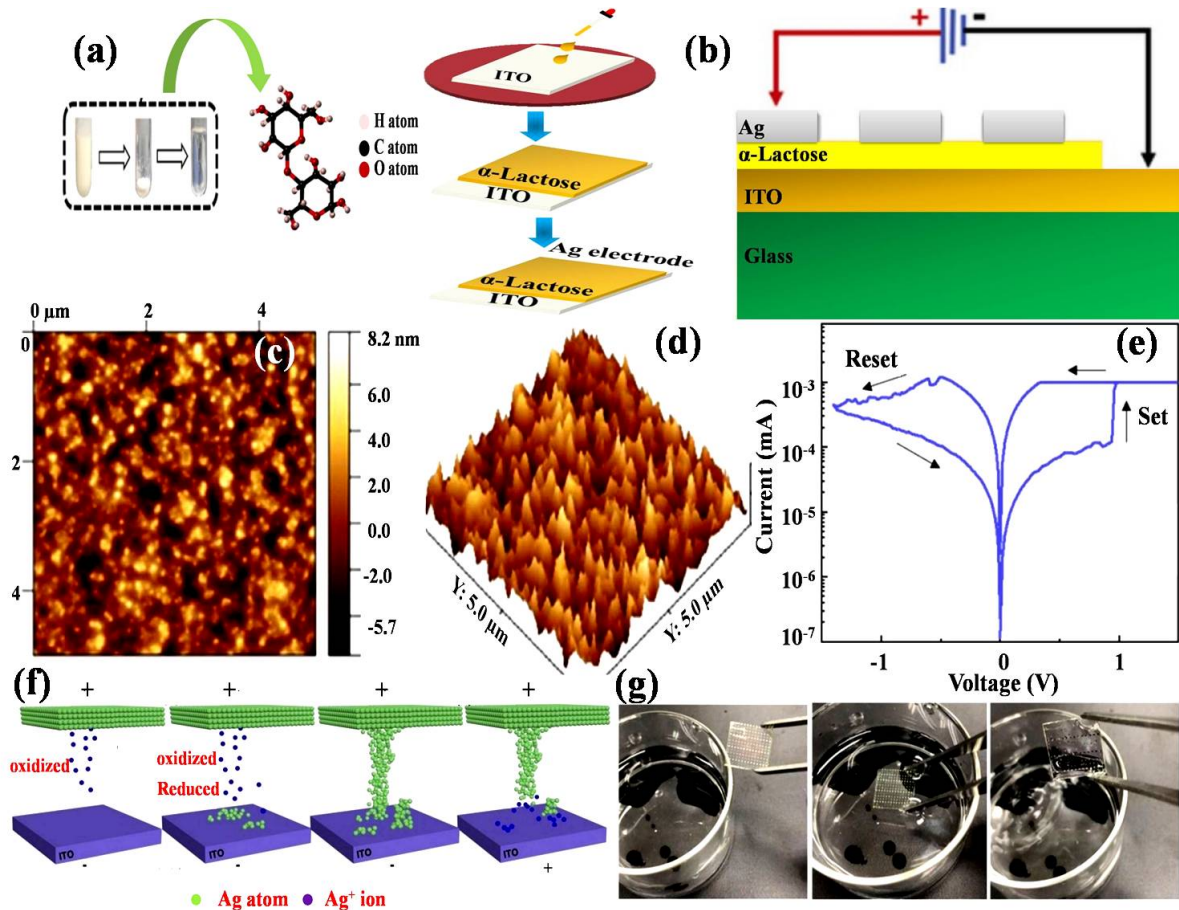 (a)
H atom
C atom
O atom
ITO
α-Lactose
ITO
Ag electrode
α-Lactose
ITO
(b)
+
-
Ag
α-Lactose
ITO
Glass
(c)
0 µm
2
4
0
2
4
8.2 nm
6.0
4.0
2.0
0.0
-2.0
-5.7
(d)
Y: 5.0 µm
Y: 5.0 µm
(e)
Reset
Set
Current (mA)
10⁻³
10⁻⁴
10⁻⁵
10⁻⁶
10⁻⁷
-1
0
1
Voltage (V)
(f)
+
+
+
+
oxidized
oxidized
Reduced
ITO
ITO
ITO
ITO
-
-
-
+
Ag atom
Ag⁺ ion
(g)